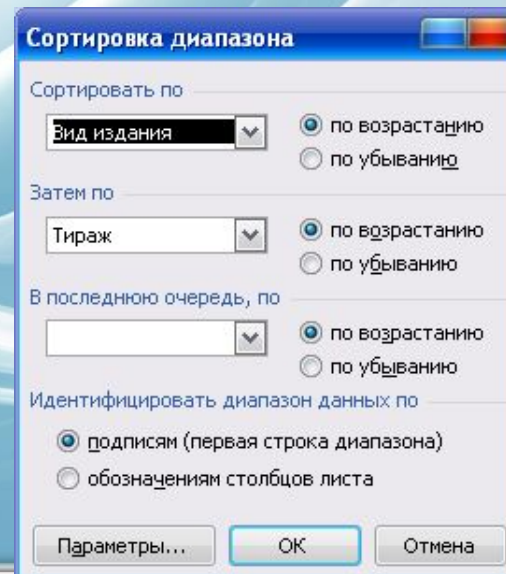 Сортировка диапазона
Сортировать по
Вид издания
по возрастанию
по убыванию
Затем по
Тираж
по возрастанию
по убыванию
В последнюю очередь, по
по возрастанию
по убыванию
Идентифицировать диапазон данных по
подписям (первая строка диапазона)
обозначениям столбцов листа
Параметры... ОК Отмена